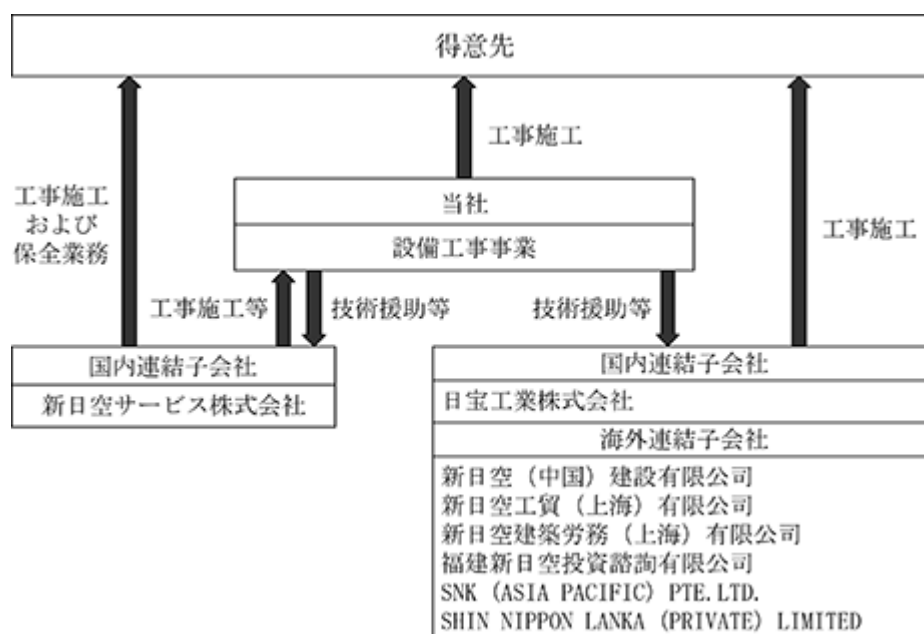 得意先
工事施工
工事施工
および
保全業務
当社
設備工事事業
工事施工
工事施工等
技術援助等
技術援助等
国内連結子会社
新日空サービス株式会社
国内連結子会社
日宝工業株式会社
海外連結子会社
新日空（中国）建設有限公司
新日空工貿（上海）有限公司
新日空建築労務（上海）有限公司
福建新日空投資諮詢有限公司
SNK (ASIA PACIFIC) PTE.LTD.
SHIN NIPPON LANKA (PRIVATE) LIMITED